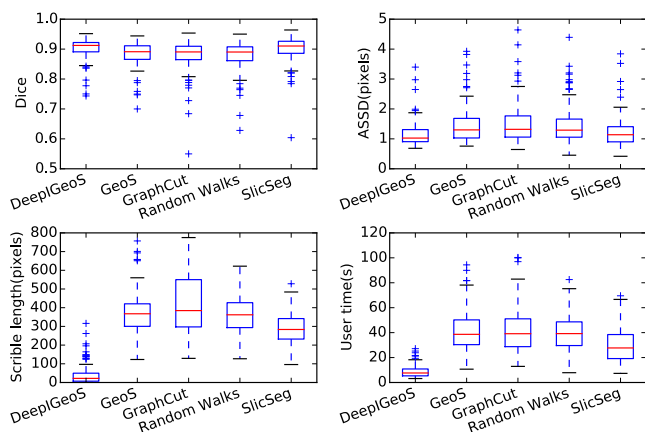 Dice
1.0
0.9
0.8
0.7
0.6
0.5
DeepIGeoS
GeoS
GraphCut
Random Walks
SlicSeg
ASSD(pixels)
5
4
3
2
1
0
DeepIGeoS
GeoS
GraphCut
Random Walks
SlicSeg
Scrible length(pixels)
800
700
600
500
400
300
200
100
0
DeepIGeoS
GeoS
GraphCut
Random Walks
SlicSeg
User time(s)
120
100
80
60
40
20
0
DeepIGeoS
GeoS
GraphCut
Random Walks
SlicSeg